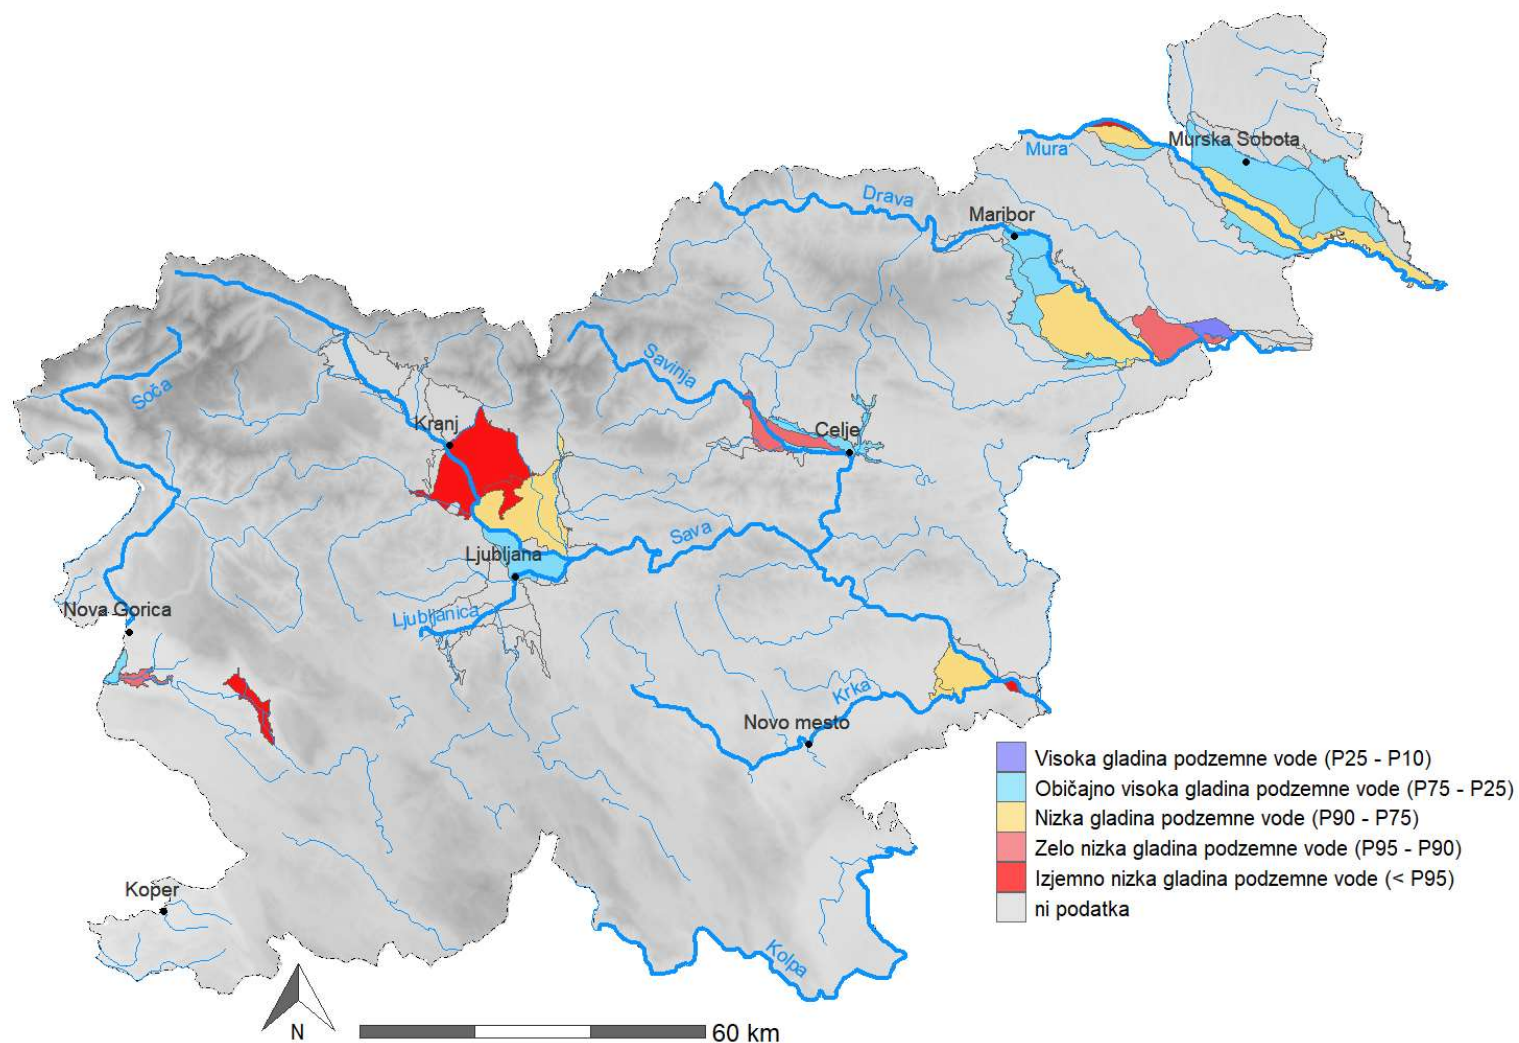 Murska Sobota
Mura
Drava
Maribor
Soča
Savinja
Kranj
Celje
Sava
Ljubljana
Nova Gorica
Ljubljanica
Krka
Novo mesto
Koper
Kolpa
Visoka gladina podzemne vode (P25 - P10)
Običajno visoka gladina podzemne vode (P75 - P25)
Nizka gladina podzemne vode (P90 - P75)
Zelo nizka gladina podzemne vode (P95 - P90)
Izjemno nizka gladina podzemne vode (< P95)
ni podatka
N
60 km